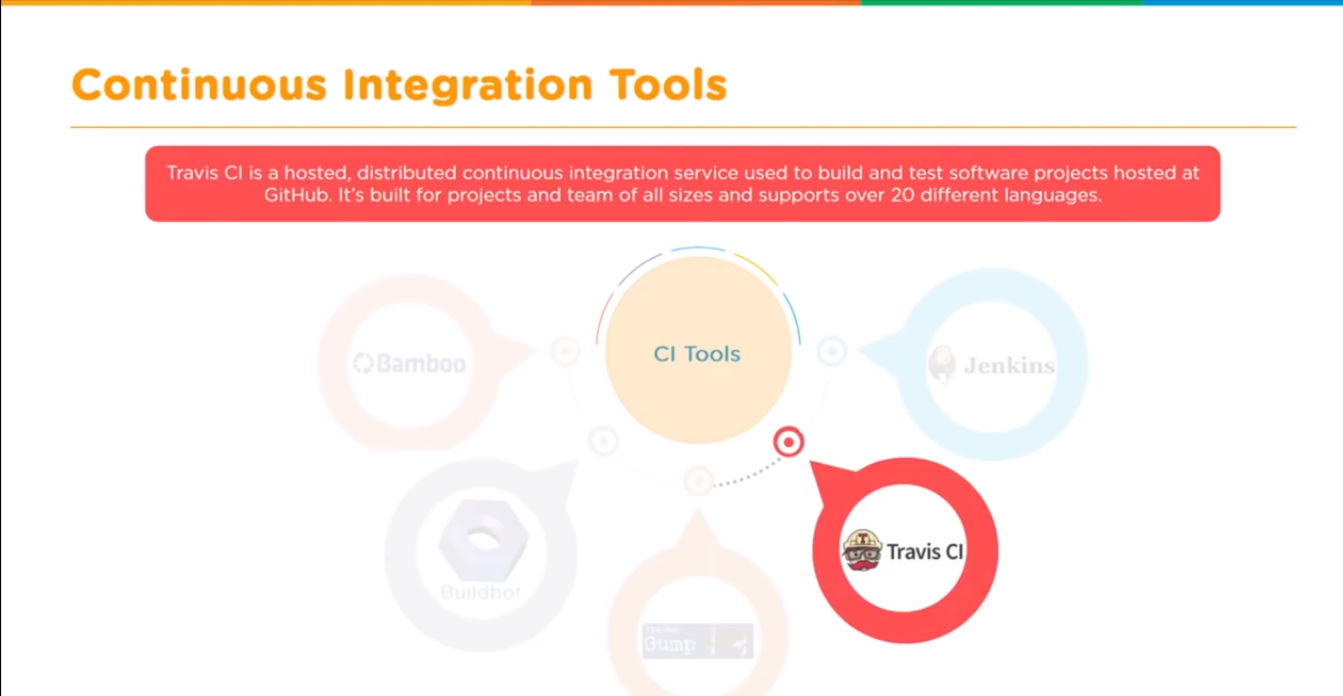 Continuous Integration Tools
Travis CI is a hosted, distributed continuous integration service used to build and test software projects hosted at
GitHub. It's built for projects and team of all sizes and supports over 20 different languages.
CI Tools
Bamboo
Jenkins
T
Travis CI
Buildbot
Gump